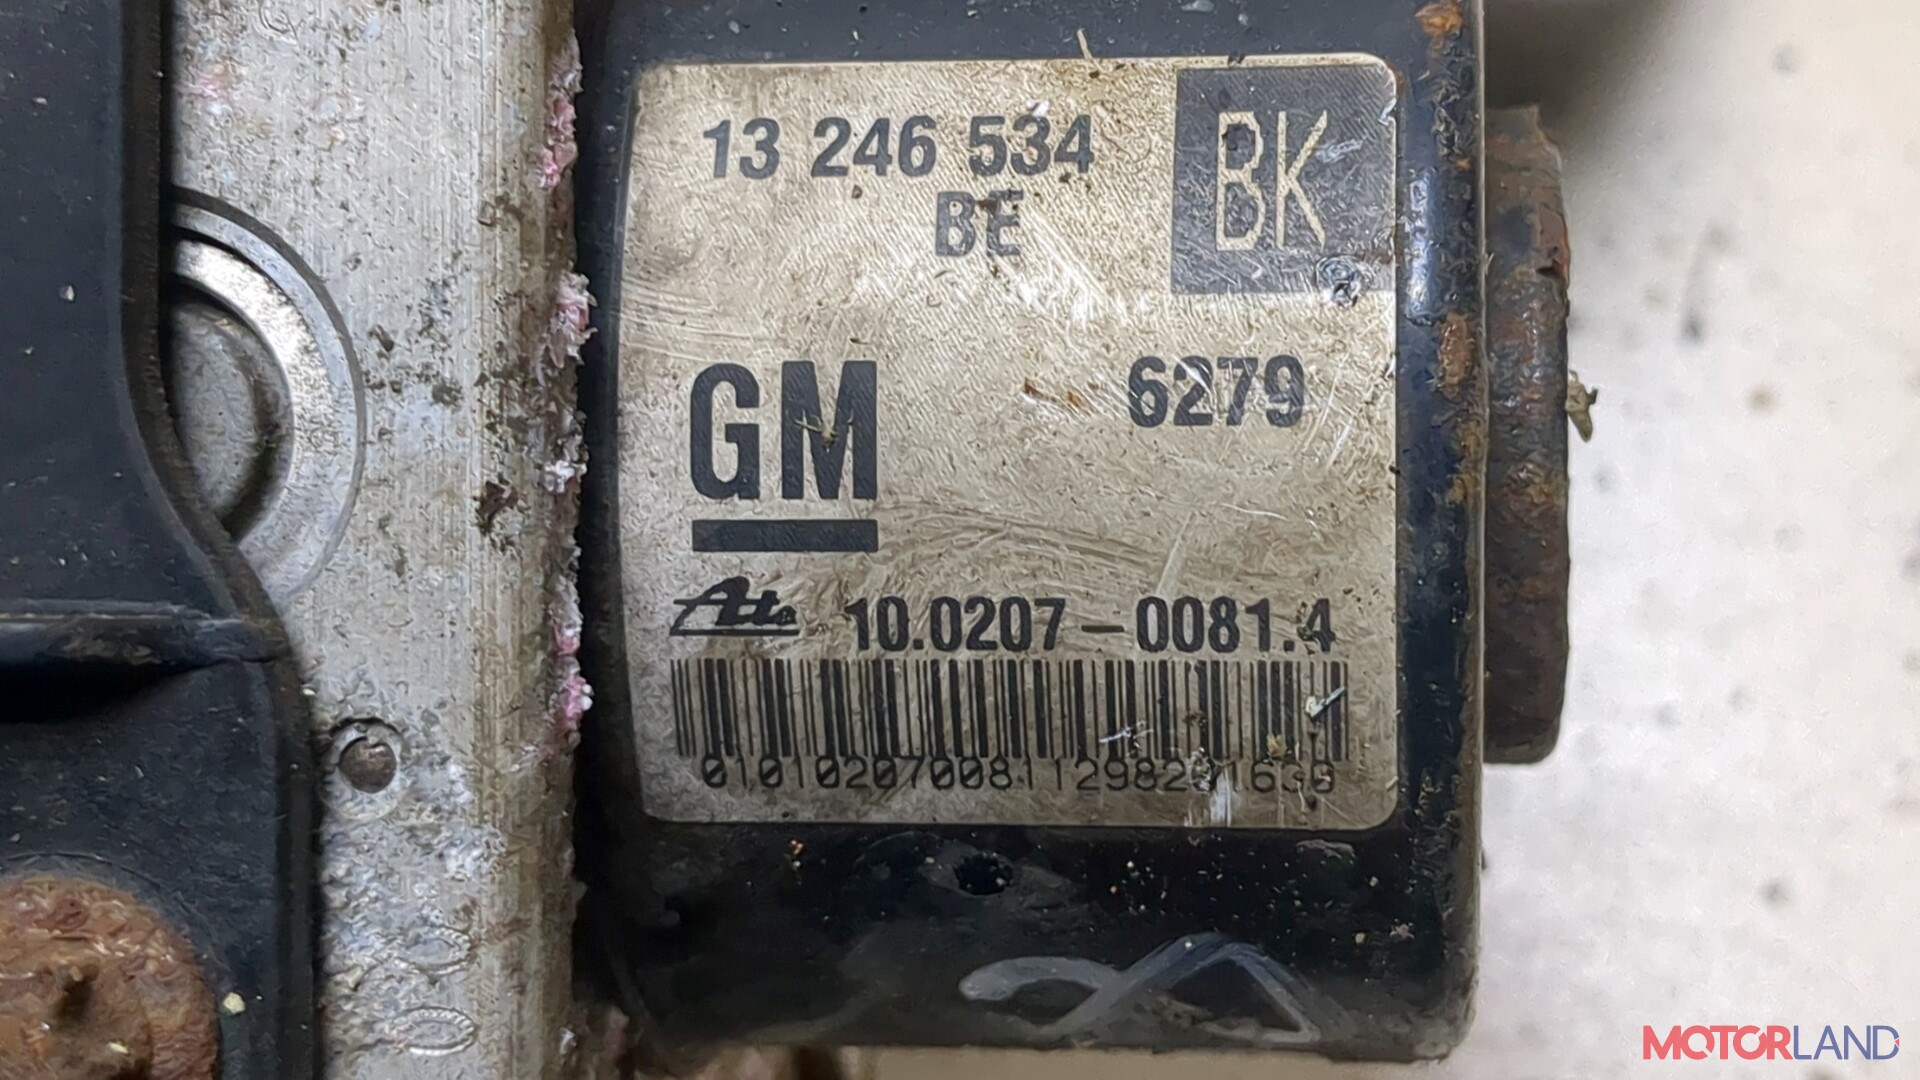 13 246 534
BE
BK
GM
6279
Ate 10.0207-0081.4
MOTORLAND